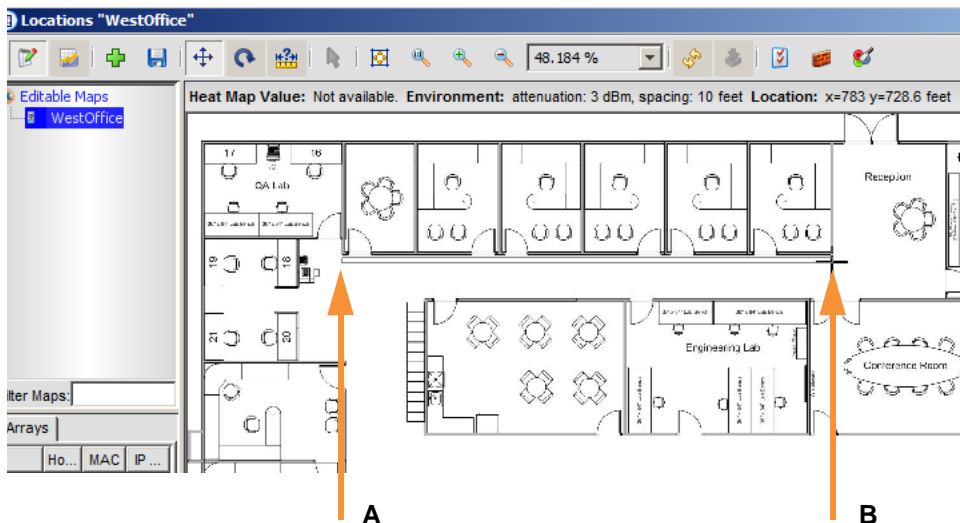 Locations "WestOffice"
48.184 %
Editable Maps
WestOffice
Heat Map Value: Not available. Environment: attenuation: 3 dBm, spacing: 10 feet Location: x=783 y=728.6 feet
17
16
QA Lab
Reception
19
18
21
20
Engineering Lab
Conference Room
ilter Maps:
Arrays
Ho... MAC IP ...
A
B